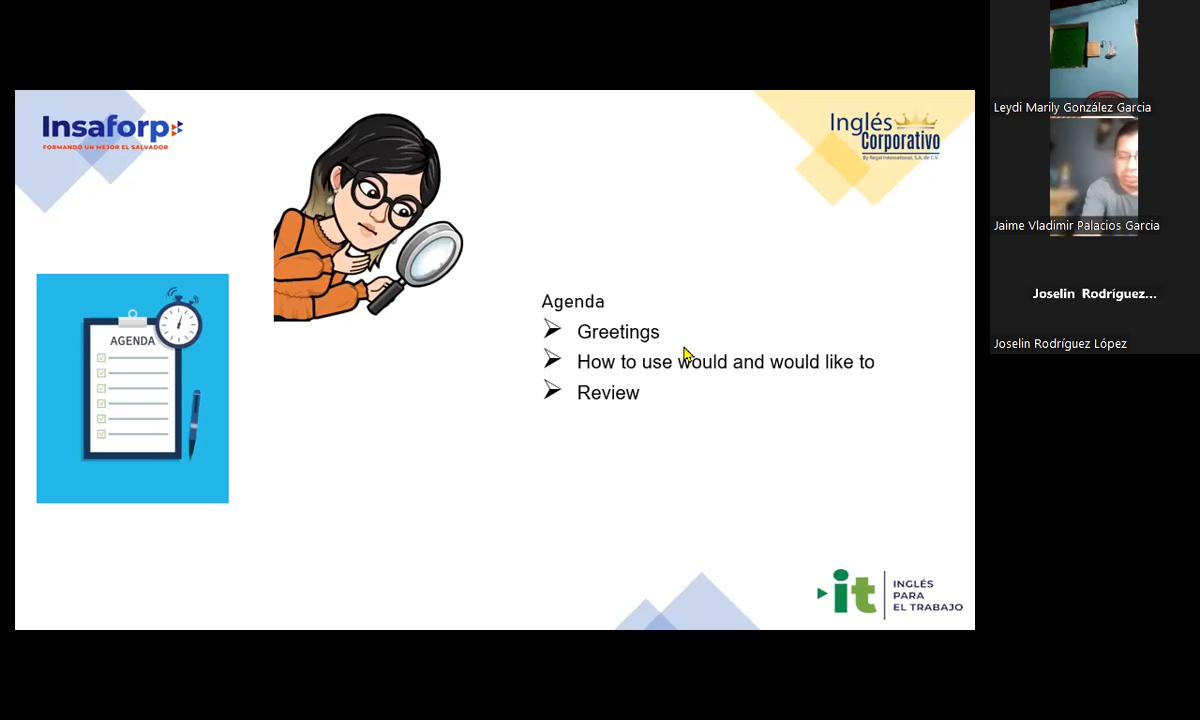 Insaforp
FORMANDO UN MEJOR EL SALVADOR
Inglés
Corporativo
By Regal International, S.A. de C.V.
AGENDA
Agenda
Greetings
How to use would and would like to
Review
it
INGLÉS
PARA
EL TRABAJO
Leydi Marily González Garcia
Jaime Vladimir Palacios Garcia
Joselin Rodríguez...
Joselin Rodríguez López